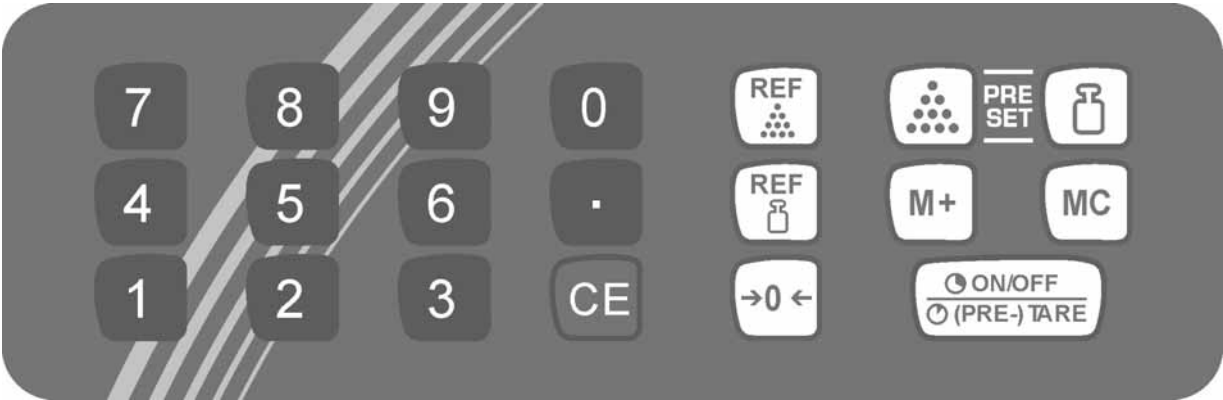 7 8 9 0 REF PRE SET
4 5 6 . REF M+ MC
1 2 3 CE →0← ON/OFF
(PRE-) TARE